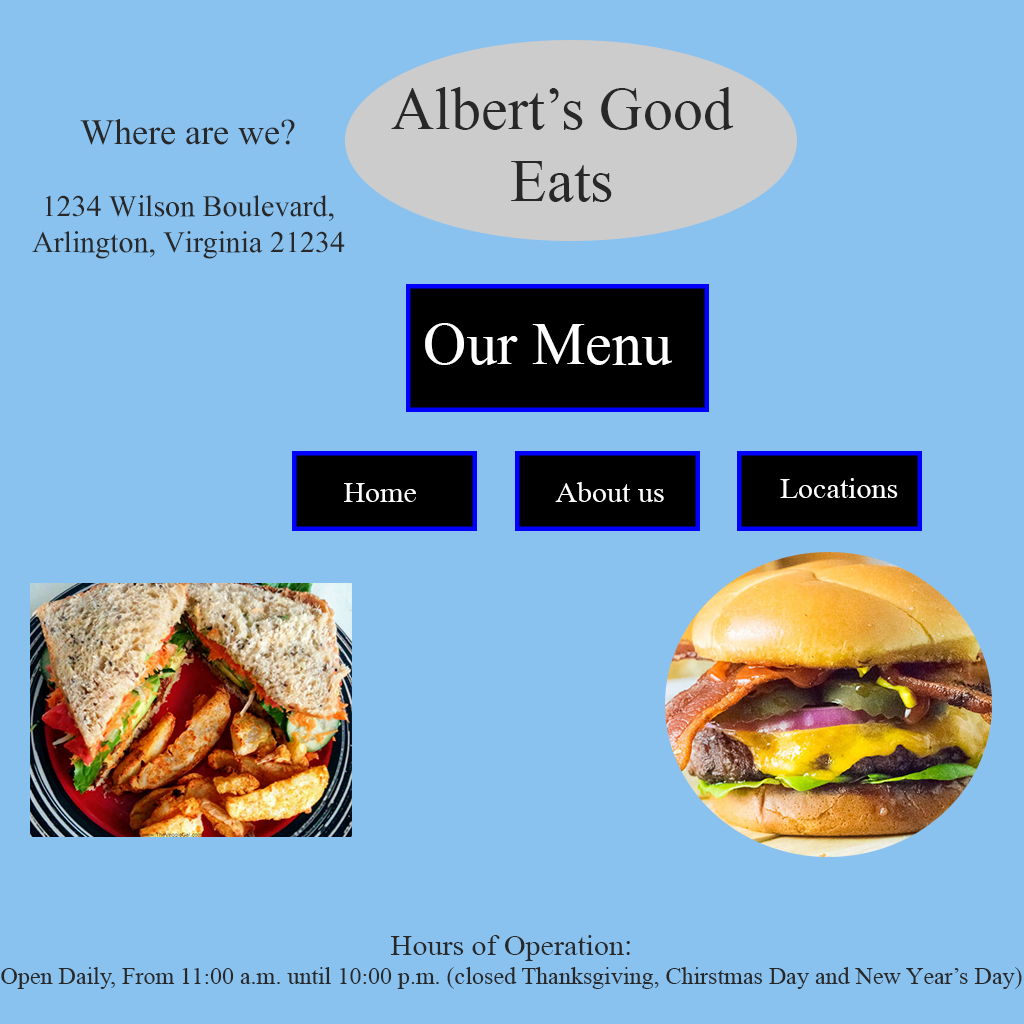 Albert’s Good
Eats
Where are we?
1234 Wilson Boulevard,
Arlington, Virginia 21234
Our Menu
Home
About us
Locations
Hours of Operation:
Open Daily, From 11:00 a.m. until 10:00 p.m. (closed Thanksgiving, Chirstmas Day and New Year’s Day)